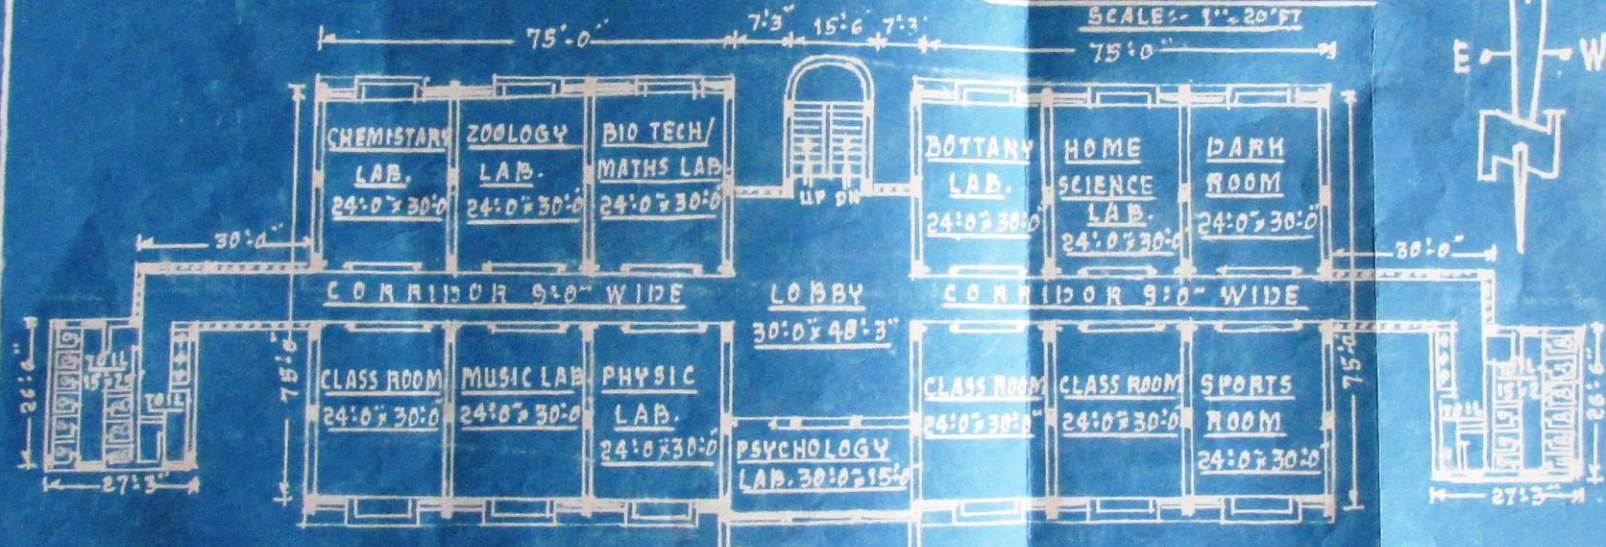 SCALE:- 1"=20'FT
75'-0"
7'3"
15'-6
7'3"
75'-0"
E
W
CHEMISTARY
LAB.
24'-0"x30'-0
ZOOLOGY
LAB.
24'-0"x30'-0
BIO TECH/
MATHS LAB
24'-0"x30'-0
UP DN
BOTTANY
LAB.
24'-0"x30'-0
HOME
SCIENCE
LAB.
24'-0"x30'-0
DARK
ROOM
24'-0"x30'-0
30'-0"
30'-0"
CORRIDOR 9'-0" WIDE
LOBBY
30'-0"x48'-3"
CORRIDOR 9'-0" WIDE
26'-6"
TOIL
TOIL
27'-3"
75'-0"
CLASS ROOM
24'-0"x30'-0"
MUSIC LAB
24'-0"x30'-0
PHYSIC
LAB.
24'-0"x30'-0"
PSYCHOLOGY
LAB. 30'-0"x15'-0
CLASS ROOM
24'-0"x30'-0"
CLASS ROOM
24'-0"x30'-0"
SPORTS
ROOM
24'-0"x30'-0"
75'-0
TOIL
TOIL
26'-6"
27'-3"